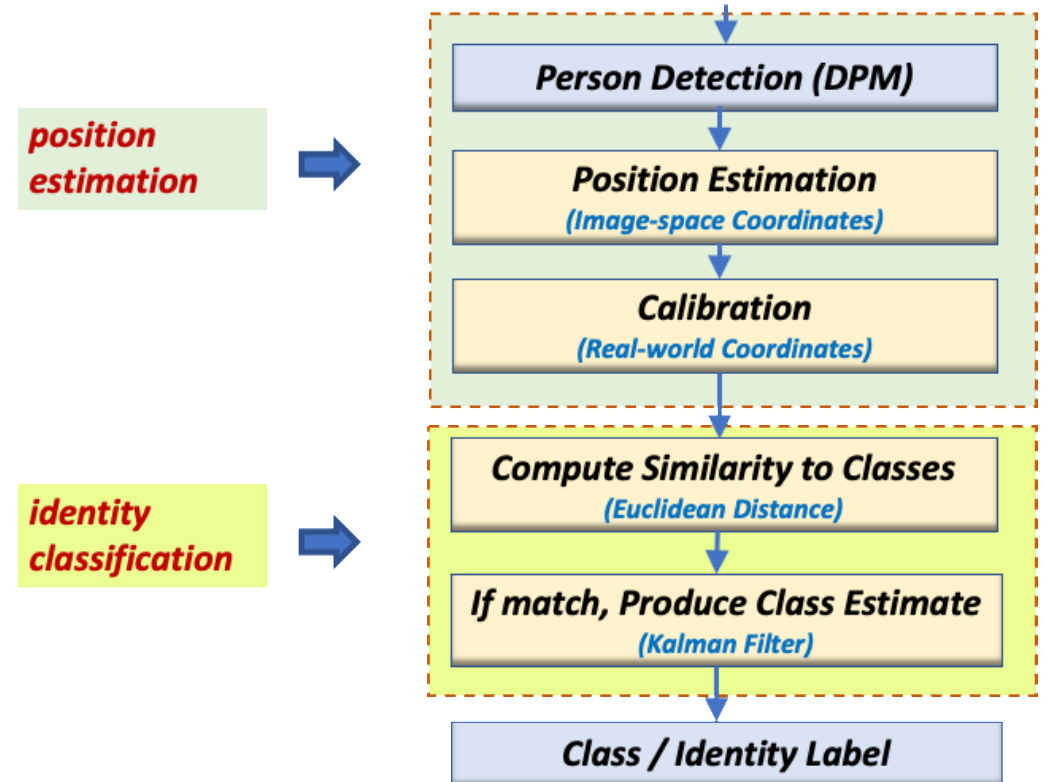 Person Detection (DPM)
position
estimation
Position Estimation
(Image-space Coordinates)
Calibration
(Real-world Coordinates)
Compute Similarity to Classes
(Euclidean Distance)
identity
classification
If match, Produce Class Estimate
(Kalman Filter)
Class / Identity Label